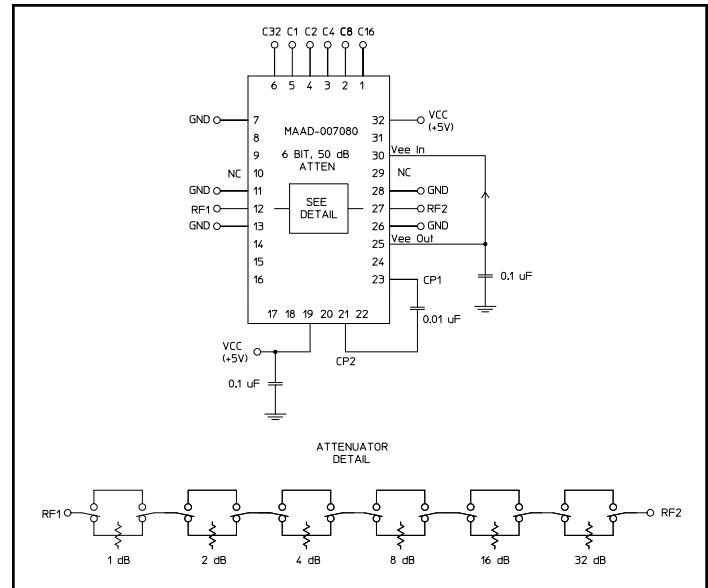 C32 C1 C2 C4 C8 C16
6 5 4 3 2 1
GND 7
8
9
NC 10
GND 11
RF1 12
GND 13
14
15
16
MAAD-007080
6 BIT, 50 dB
ATTEN
SEE
DETAIL
32 VCC
(+5V)
31
30 Vee In
29 NC
28 GND
27 RF2
26 GND
25 Vee Out
24
23 CP1
0.1 uF
0.01 uF
17 18 19 20 21 22
VCC
(+5V)
CP2
0.1 uF
ATTENUATOR
DETAIL
RF1 RF2
1 dB 2 dB 4 dB 8 dB 16 dB 32 dB